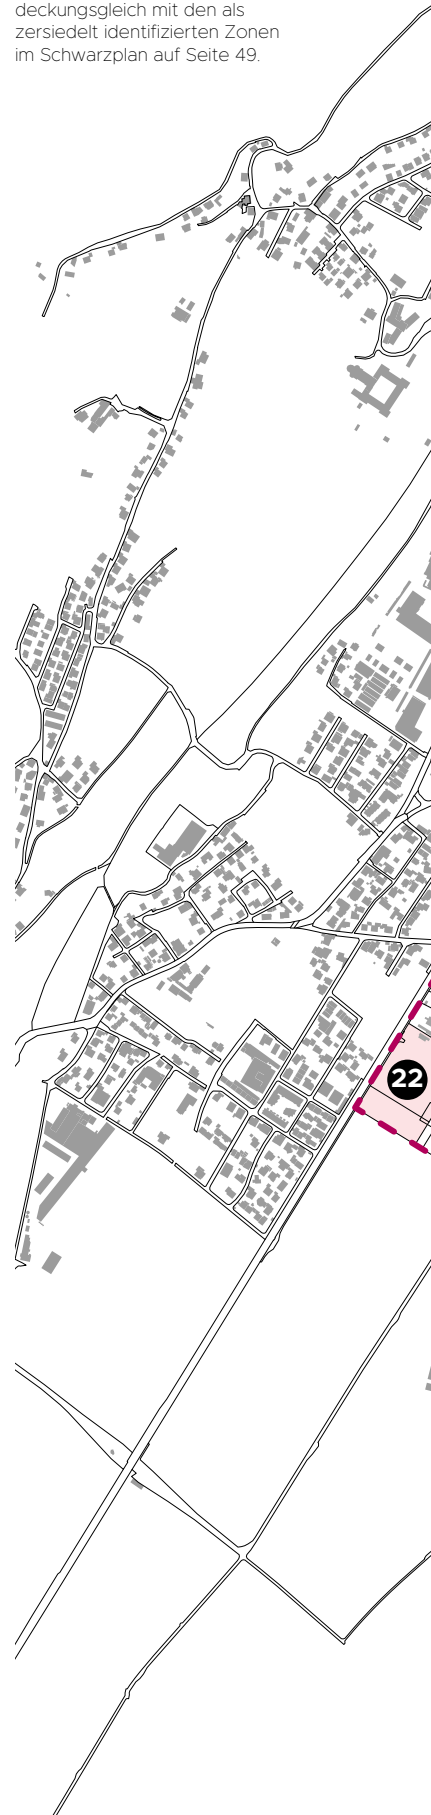 deckungsgleich mit den als
zersiedelt identifizierten Zonen
im Schwarzplan auf Seite 49.
22